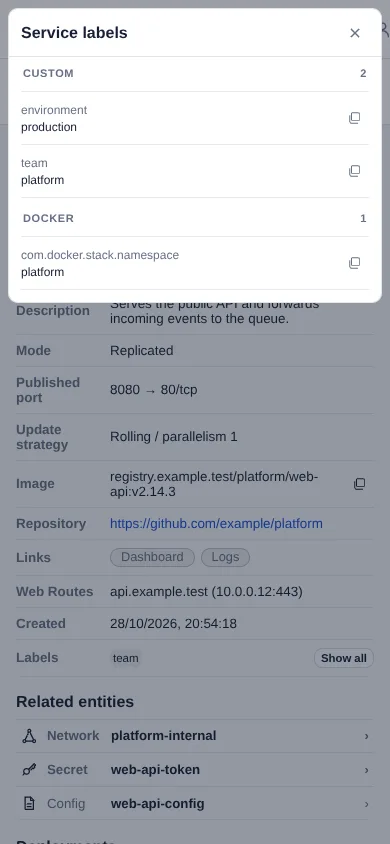 Service labels
CUSTOM 2
environment
production
team
platform
DOCKER 1
com.docker.stack.namespace
platform
Description Serves the public API and forwards
incoming events to the queue.
Mode Replicated
Published
port 8080 → 80/tcp
Update
strategy Rolling / parallelism 1
Image registry.example.test/platform/web-
api:v2.14.3
Repository https://github.com/example/platform
Links Dashboard Logs
Web Routes api.example.test (10.0.0.12:443)
Created 28/10/2026, 20:54:18
Labels team Show all
Related entities
Network platform-internal
Secret web-api-token
Config web-api-config